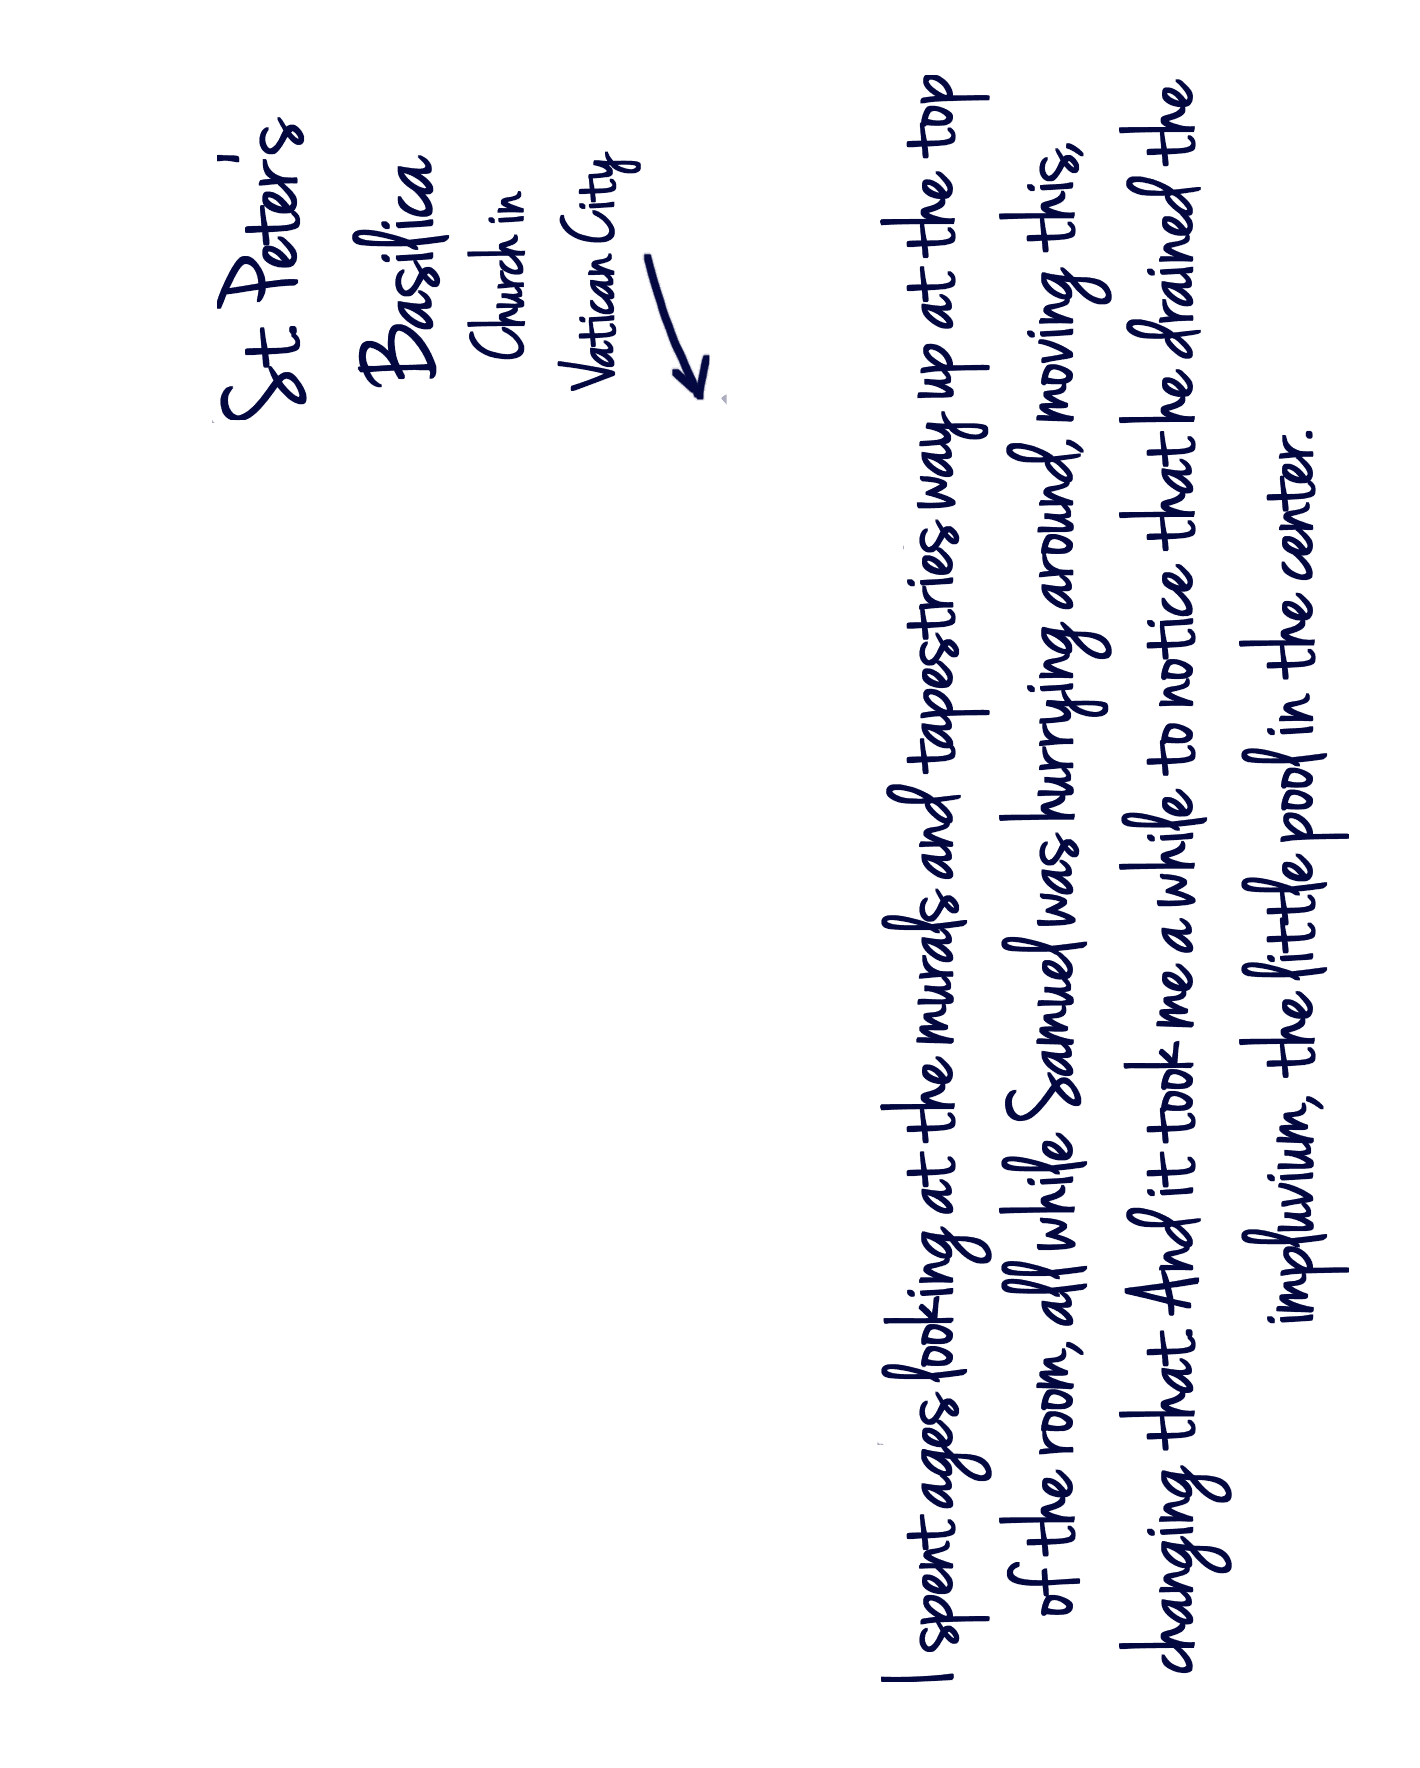 St Peter's
Basilica
Church in
Vatican City
I spent ages looking at the murals and tapestries way up at the top
of the room, all while Samuel was hurrying around, moving this,
changing that. And it took me a while to notice that he drained the
impluvium, the little pool in the center.